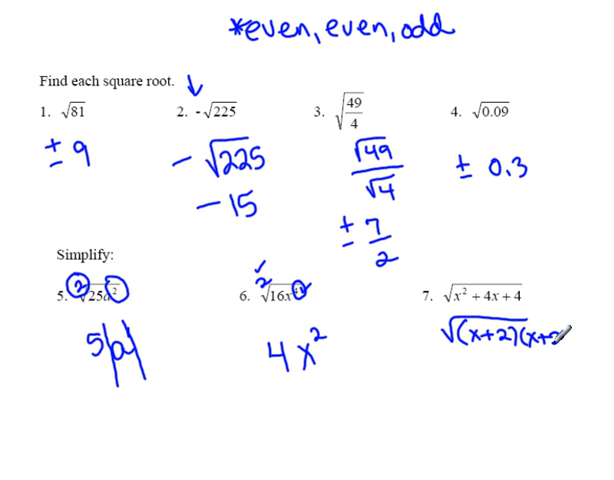 *even, even, odd
Find each square root.
1. √81 2. -√225 3. √49/4 4. √0.09
± 9 - √225 √49/√4 ± 0.3
- 15 ± 7/2
Simplify:
5. 2√25a² 6. 2√16x⁴ 7. √x² + 4x + 4
5|a| 4x² √(x+2)(x+2